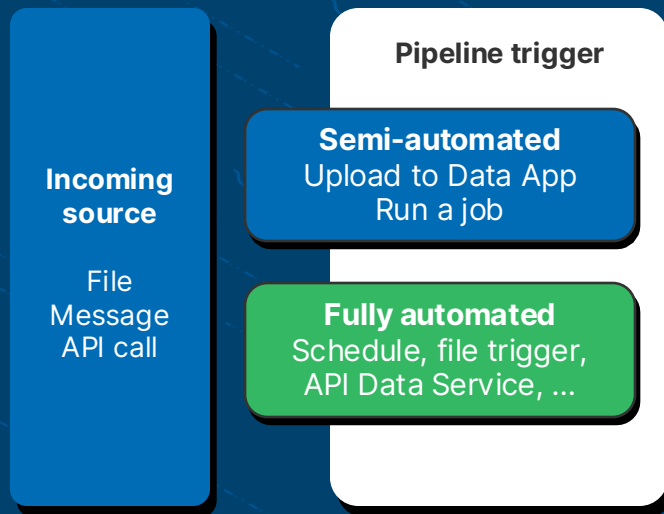 Incoming
source
File
Message
API call
Pipeline trigger
Semi-automated
Upload to Data App
Run a job
Fully automated
Schedule, file trigger,
API Data Service, ...